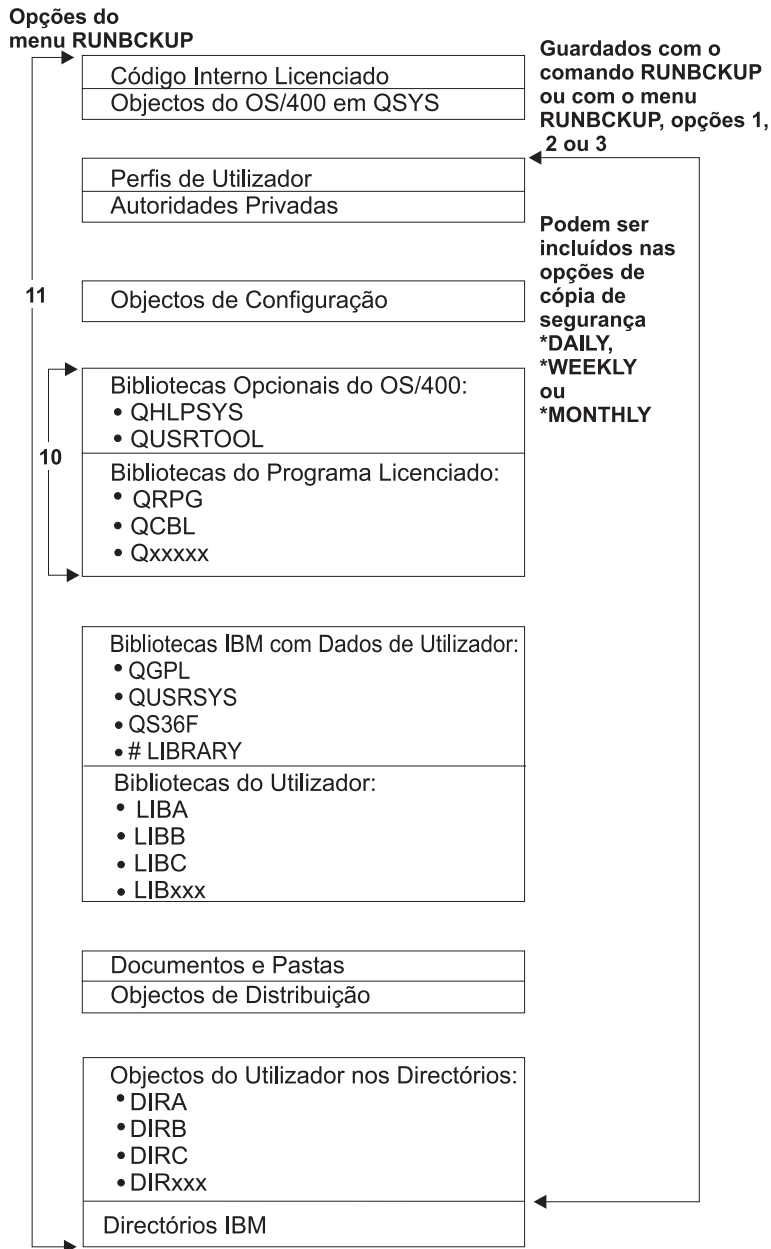 Opções do
menu RUNBCKUP
Código Interno Licenciado
Objectos do OS/400 em QSYS
Guardados com o
comando RUNBCKUP
ou com o menu
RUNBCKUP, opções 1,
2 ou 3
Perfis de Utilizador
Autoridades Privadas
Podem ser
incluídos nas
opções de
cópia de
segurança
*DAILY,
*WEEKLY
ou
*MONTHLY
11
Objectos de Configuração
10
Bibliotecas Opcionais do OS/400:
• QHLPSYS
• QUSRTOOL
Bibliotecas do Programa Licenciado:
• QRPG
• QCBL
• Qxxxxx
Bibliotecas IBM com Dados de Utilizador:
• QGPL
• QUSRSYS
• QS36F
• # LIBRARY
Bibliotecas do Utilizador:
• LIBA
• LIBB
• LIBC
• LIBxxx
Documentos e Pastas
Objectos de Distribuição
Objectos do Utilizador nos Directórios:
• DIRA
• DIRB
• DIRC
• DIRxxx
Directórios IBM